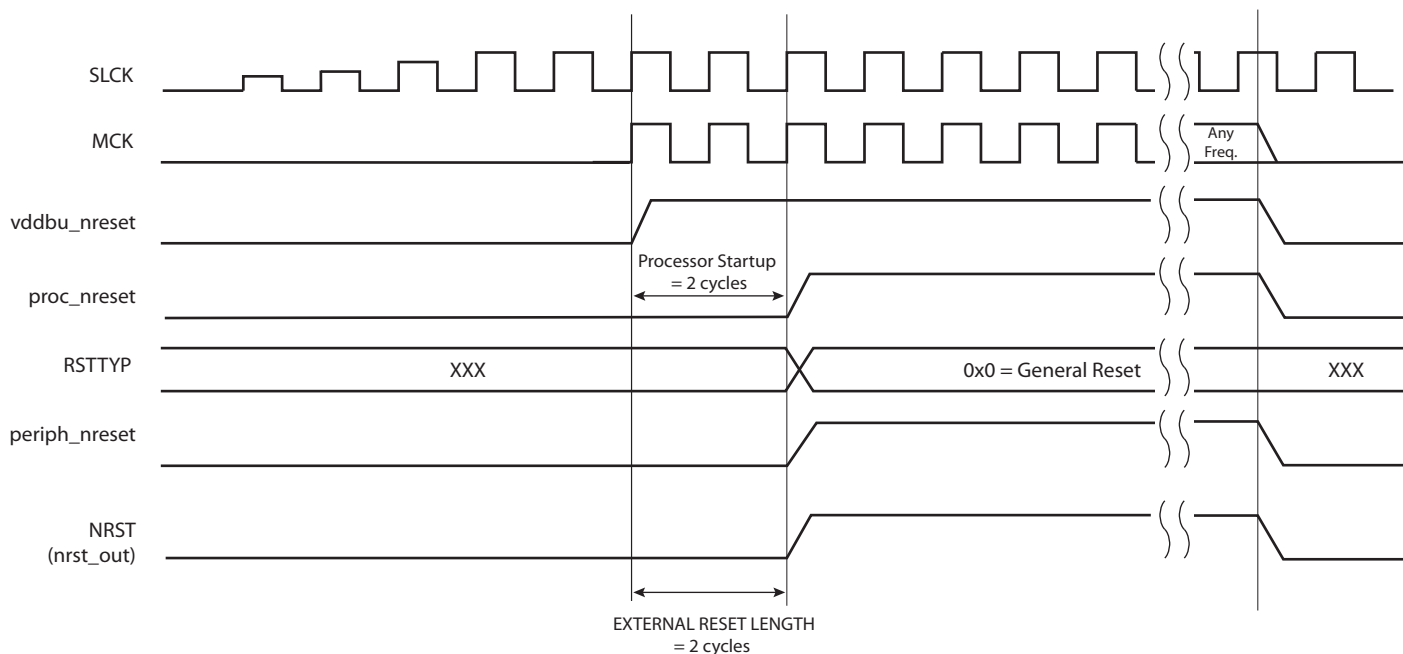 SLCK
MCK
Any
Freq.
vddbu_nreset
Processor Startup
= 2 cycles
proc_nreset
RSTTYP
XXX
0x0 = General Reset
XXX
periph_nreset
NRST
(nrst_out)
EXTERNAL RESET LENGTH
= 2 cycles